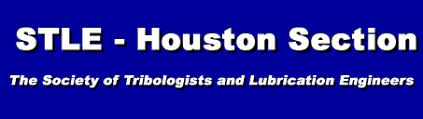 STLE - Houston Section
The Society of Tribologists and Lubrication Engineers